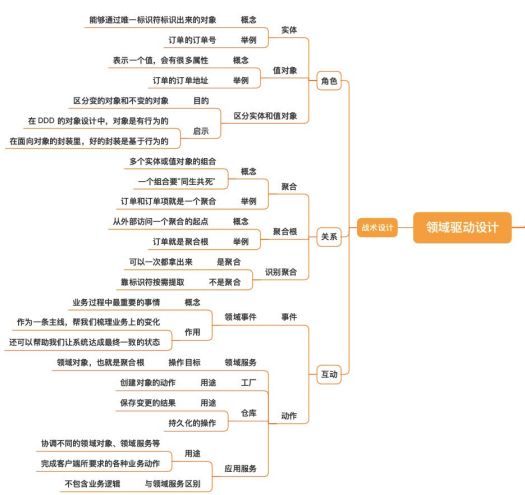 能够通过唯一标识符标识出来的对象 概念
实体
订单的订单号 举例
表示一个值，会有很多属性 概念
值对象
订单的订单地址 举例
角色
区分变的对象和不变的对象 目的
区分实体和值对象
在 DDD 的对象设计中，对象是有行为的
启示
在面向对象的封装里，好的封装是基于行为的
多个实体或值对象的组合
概念
一个组合要“同生共死”
聚合
订单和订单项就是一个聚合 举例
从外部访问一个聚合的起点 概念
聚合根
订单就是聚合根 举例
关系
战术设计
领域驱动设计
可以一次都拿出来 是聚合
识别聚合
靠标识符按需提取 不是聚合
业务过程中最重要的事情 概念
领域事件 事件
作为一条主线，帮我们梳理业务上的变化
作用
还可以帮助我们让系统达成最终一致的状态
领域对象，也就是聚合根 操作目标 领域服务
互动
创建对象的动作 用途 工厂
保存变更的结果 用途
仓库
动作
持久化的操作
协调不同的领域对象、领域服务等
用途
完成客户端所要求的各种业务动作
应用服务
不包含业务逻辑 与领域服务区别